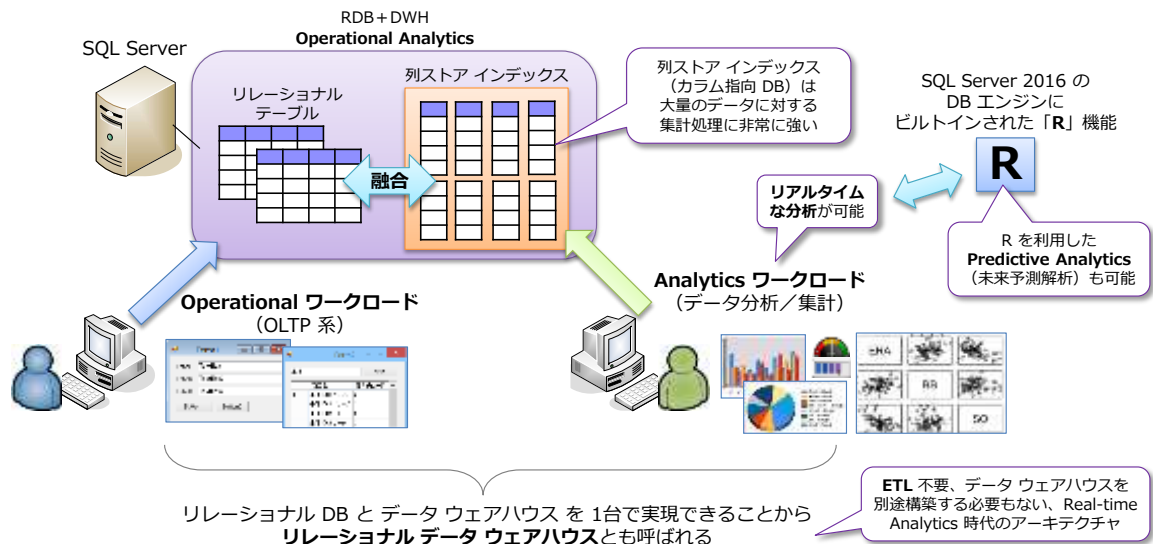 RDB+DWH
Operational Analytics
SQL Server
列ストア インデックス
リレーショナル
テーブル
融合
列ストア インデックス
(カラム指向 DB)は
大量のデータに対する
集計処理に非常に強い
SQL Server 2016 の
DB エンジンに
ビルトインされた「R」機能
R
リアルタイム
な分析が可能
R を利用した
Predictive Analytics
(未来予測解析)も可能
Operational ワークロード
(OLTP 系)
Analytics ワークロード
(データ分析/集計)
ERA
BB
SO
ETL 不要、データ ウェアハウスを
別途構築する必要もない、Real-time
Analytics 時代のアーキテクチャ
リレーショナル DB と データ ウェアハウス を 1台で実現できることから
リレーショナル データ ウェアハウスとも呼ばれる